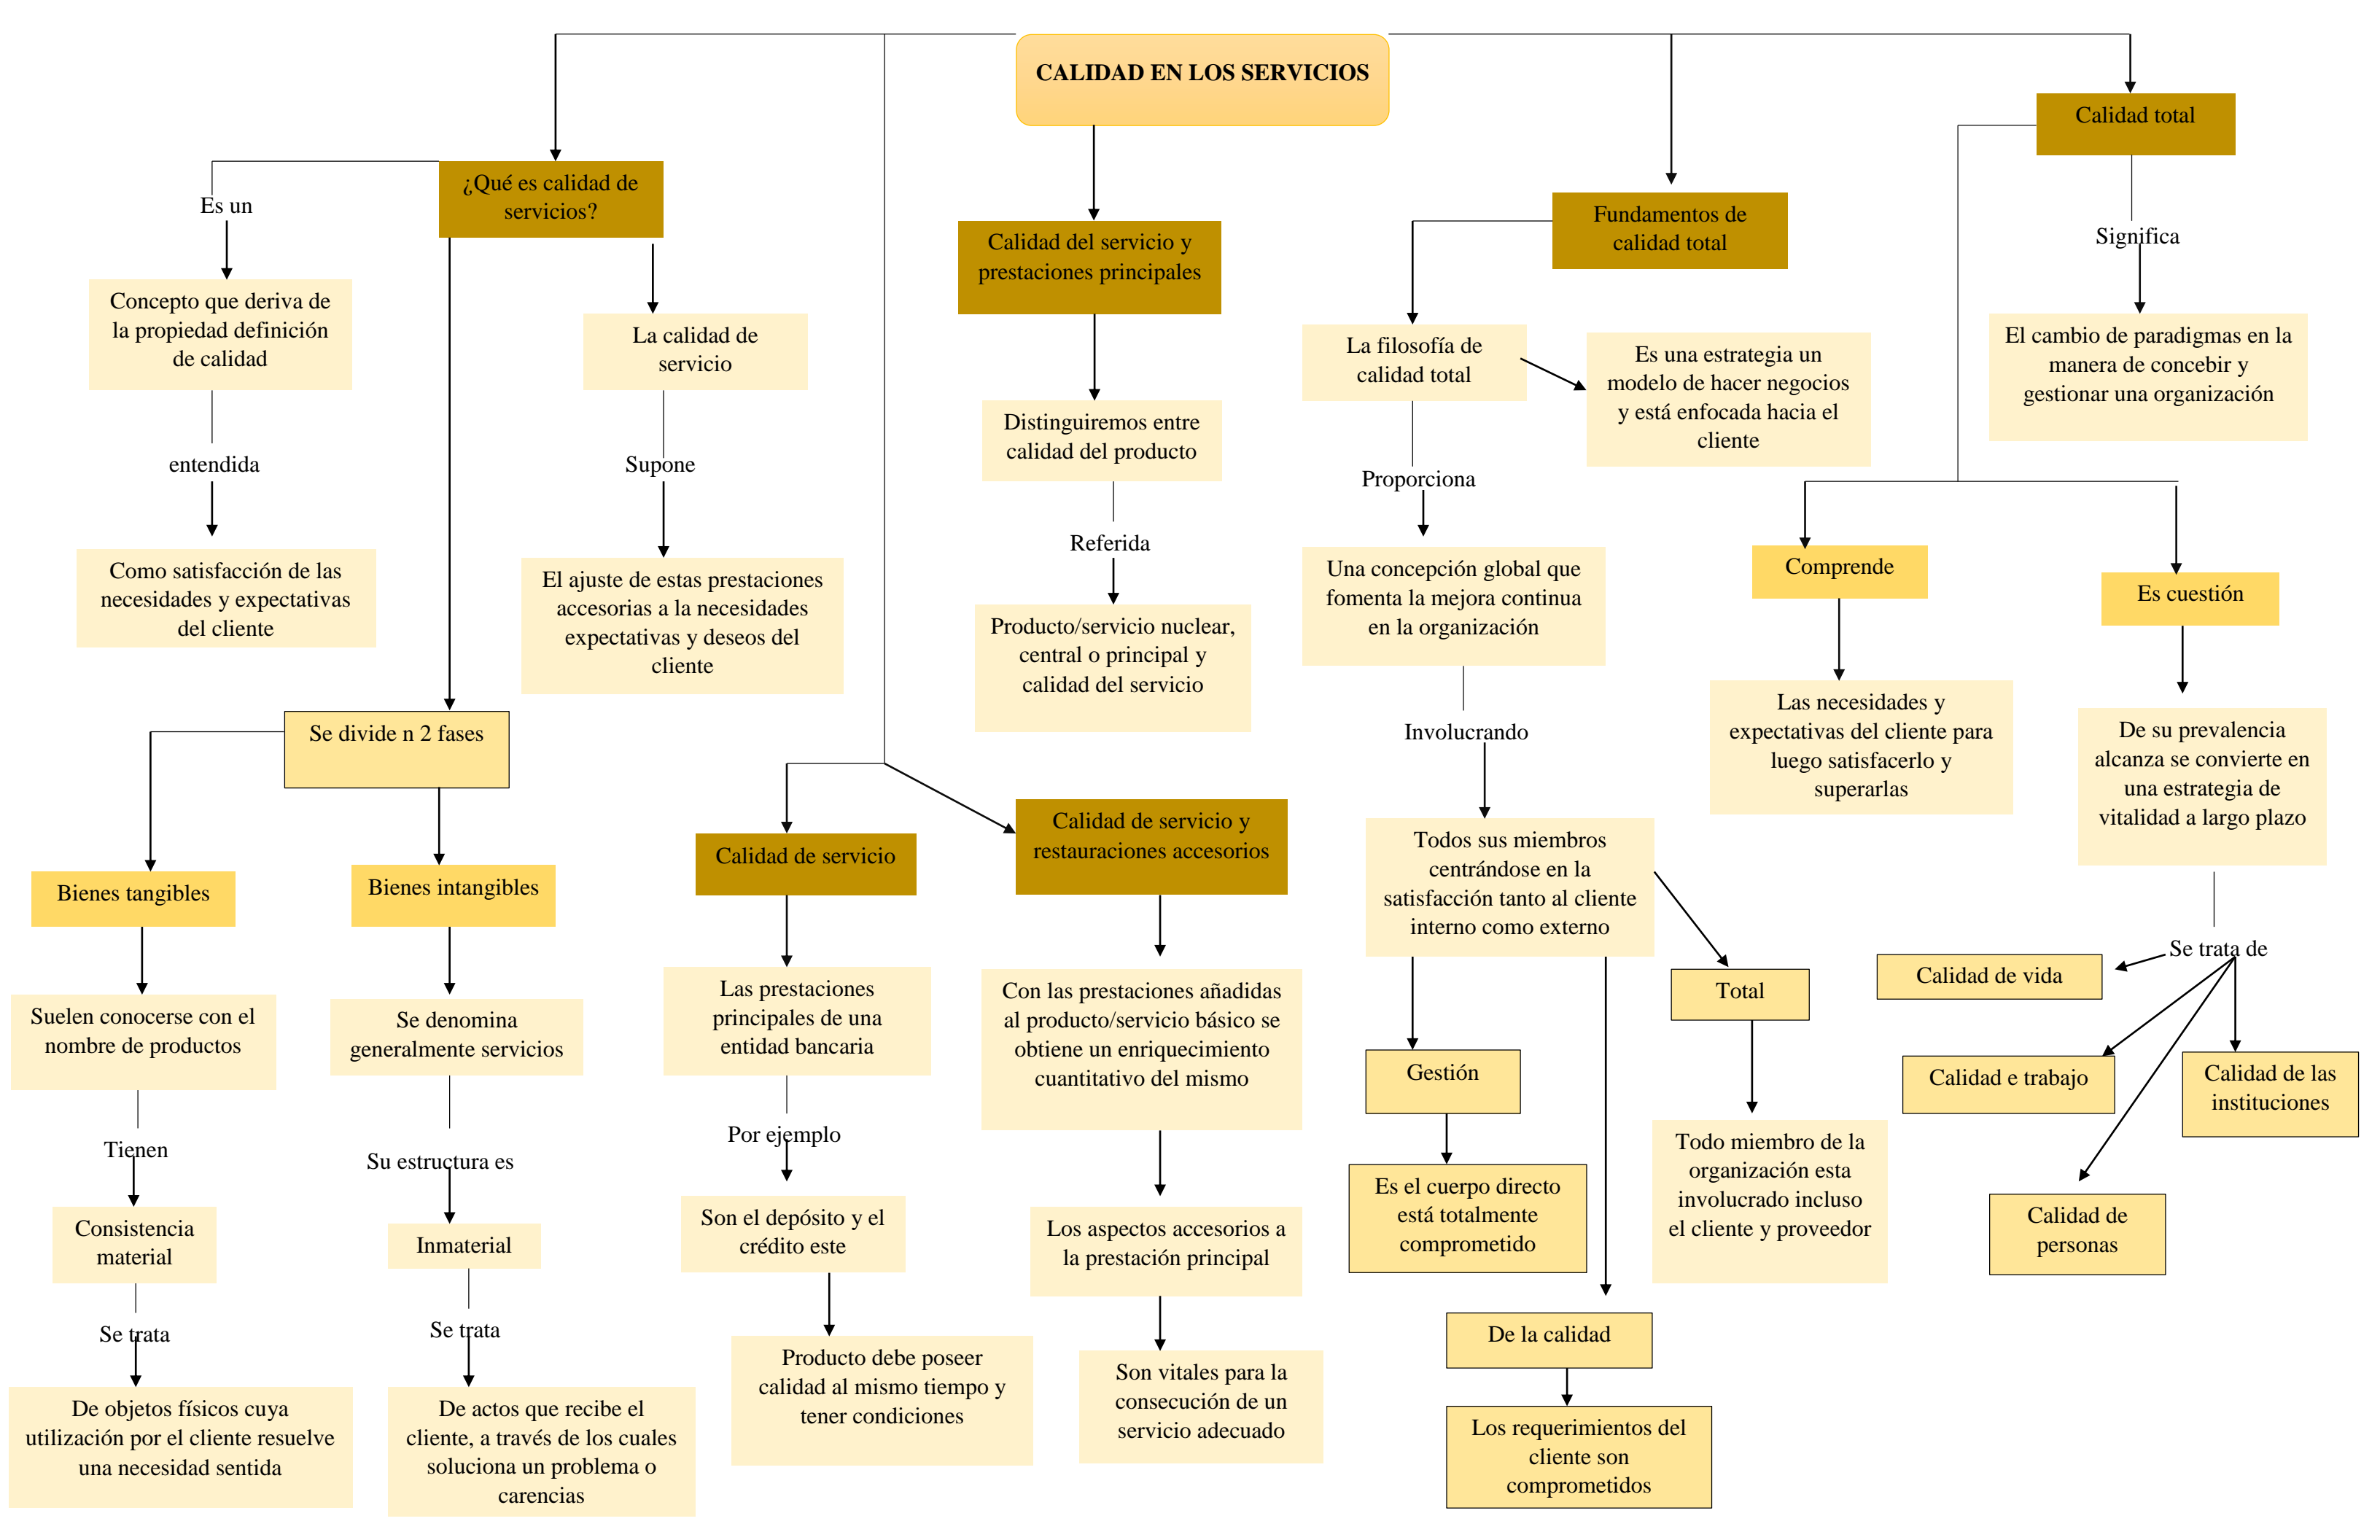 CALIDAD EN LOS SERVICIOS
¿Qué es calidad de
servicios?
Es un
Concepto que deriva de
la propiedad definición
de calidad
entendida
Como satisfacción de las
necesidades y expectativas
del cliente
La calidad de
servicio
Supone
El ajuste de estas prestaciones
accesorias a la necesidades
expectativas y deseos del
cliente
Se divide n 2 fases
Bienes tangibles
Suelen conocerse con el
nombre de productos
Tienen
Consistencia
material
Se trata
De objetos físicos cuya
utilización por el cliente resuelve
una necesidad sentida
Bienes intangibles
Se denomina
generalmente servicios
Su estructura es
Inmaterial
Se trata
De actos que recibe el
cliente, a través de los cuales
soluciona un problema o
carencias
Calidad de servicio
Las prestaciones
principales de una
entidad bancaria
Por ejemplo
Son el depósito y el
crédito este
Producto debe poseer
calidad al mismo tiempo y
tener condiciones
Calidad de servicio y
restauraciones accesorios
Con las prestaciones añadidas
al producto/servicio básico se
obtiene un enriquecimiento
cuantitativo del mismo
Los aspectos accesorios a
la prestación principal
Son vitales para la
consecución de un
servicio adecuado
Calidad del servicio y
prestaciones principales
Distinguiremos entre
calidad del producto
Referida
Producto/servicio nuclear,
central o principal y
calidad del servicio
Fundamentos de
calidad total
La filosofía de
calidad total
Es una estrategia un
modelo de hacer negocios
y está enfocada hacia el
cliente
Proporciona
Una concepción global que
fomenta la mejora continua
en la organización
Involucrando
Todos sus miembros
centrándose en la
satisfacción tanto al cliente
interno como externo
Gestión
Es el cuerpo directo
está totalmente
comprometido
De la calidad
Los requerimientos del
cliente son
comprometidos
Total
Todo miembro de la
organización esta
involucrado incluso
el cliente y proveedor
Calidad total
Significa
El cambio de paradigmas en la
manera de concebir y
gestionar una organización
Comprende
Las necesidades y
expectativas del cliente para
luego satisfacerlo y
superarlas
Es cuestión
De su prevalencia
alcanza se convierte en
una estrategia de
vitalidad a largo plazo
Se trata de
Calidad de vida
Calidad e trabajo
Calidad de las
instituciones
Calidad de
personas